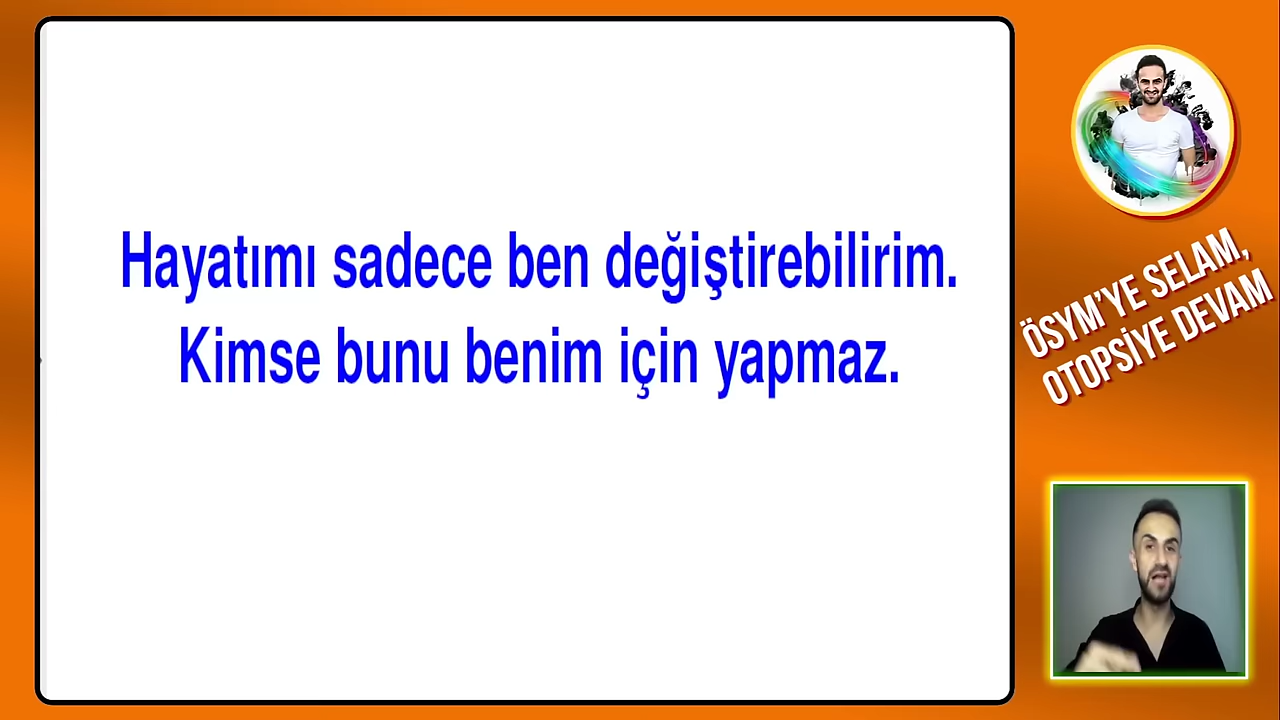 Hayatımı sadece ben değiştirebilirim.
Kimse bunu benim için yapmaz.
ÖSYM'YE SELAM,
OTOPSİYE DEVAM